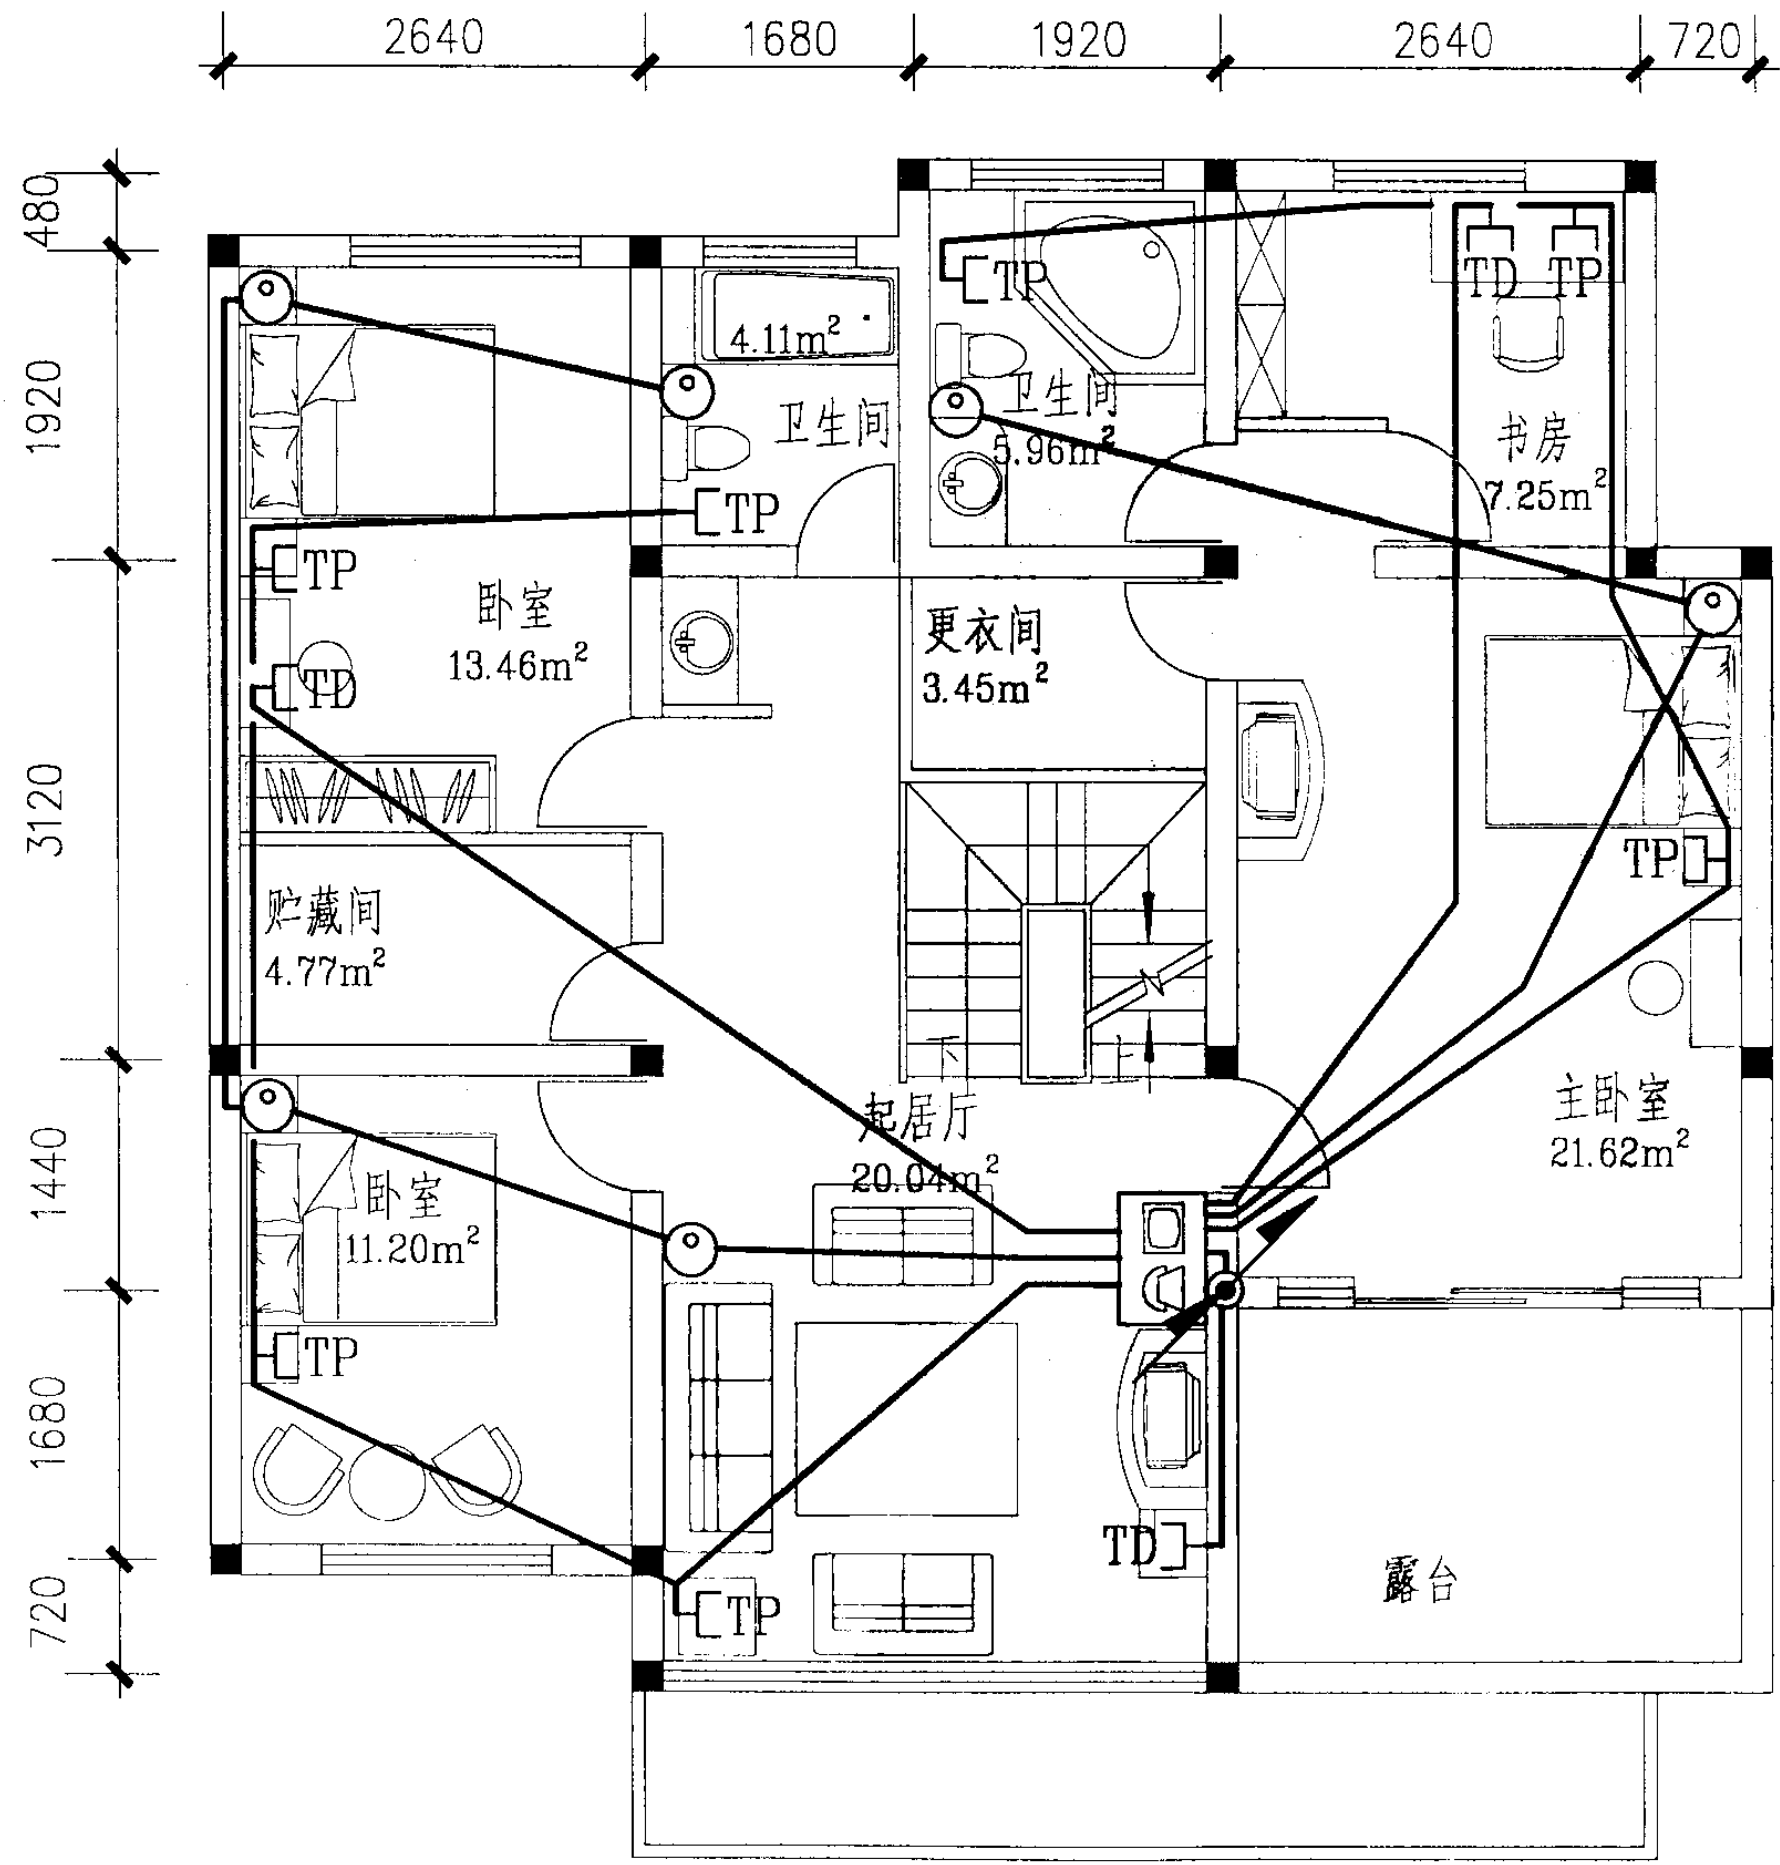 2640
1680
1920
2640
720
480
1920
3120
1440
1680
720
TP
TD
TP
4.11m²
卫生间
卫生间
5.96m²
书房
7.25m²
TP
TP
卧室
13.46m²
TD
更衣间
3.45m²
TP
贮藏间
4.77m²
下
上
起居厅
20.04m²
主卧室
21.62m²
卧室
11.20m²
TP
TD
露台
TP